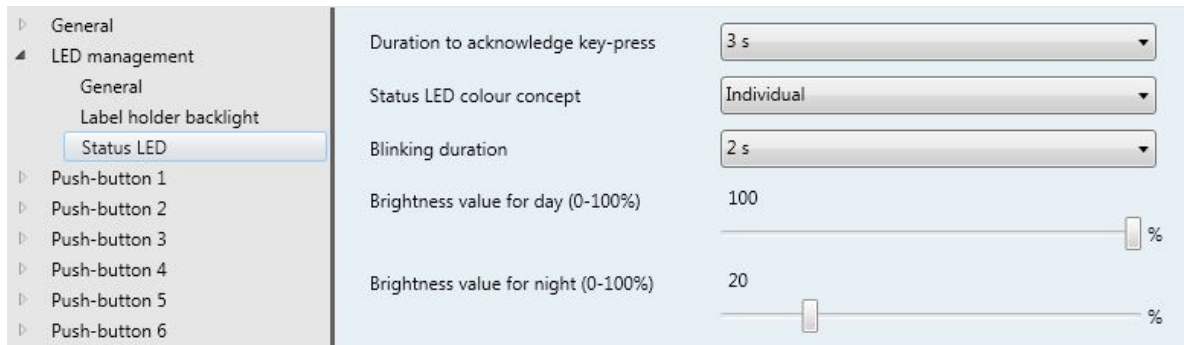 General
LED management
General
Label holder backlight
Status LED
Push-button 1
Push-button 2
Push-button 3
Push-button 4
Push-button 5
Push-button 6
Duration to acknowledge key-press
3 s
Status LED colour concept
Individual
Blinking duration
2 s
Brightness value for day (0-100%)
100
%
Brightness value for night (0-100%)
20
%